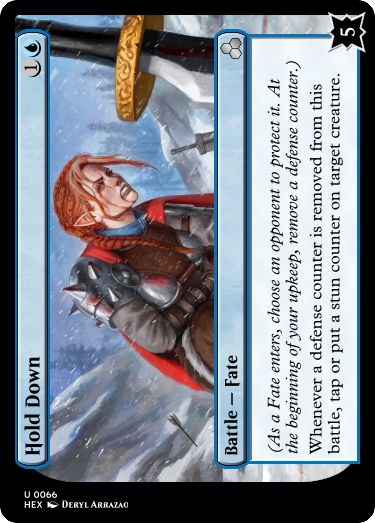 Hold Down 1
Battle — Fate
(As a Fate enters, choose an opponent to protect it. At
the beginning of your upkeep, remove a defense counter.)
Whenever a defense counter is removed from this
battle, tap or put a stun counter on target creature.
5
U 0066
HEX Deryl Arrazao